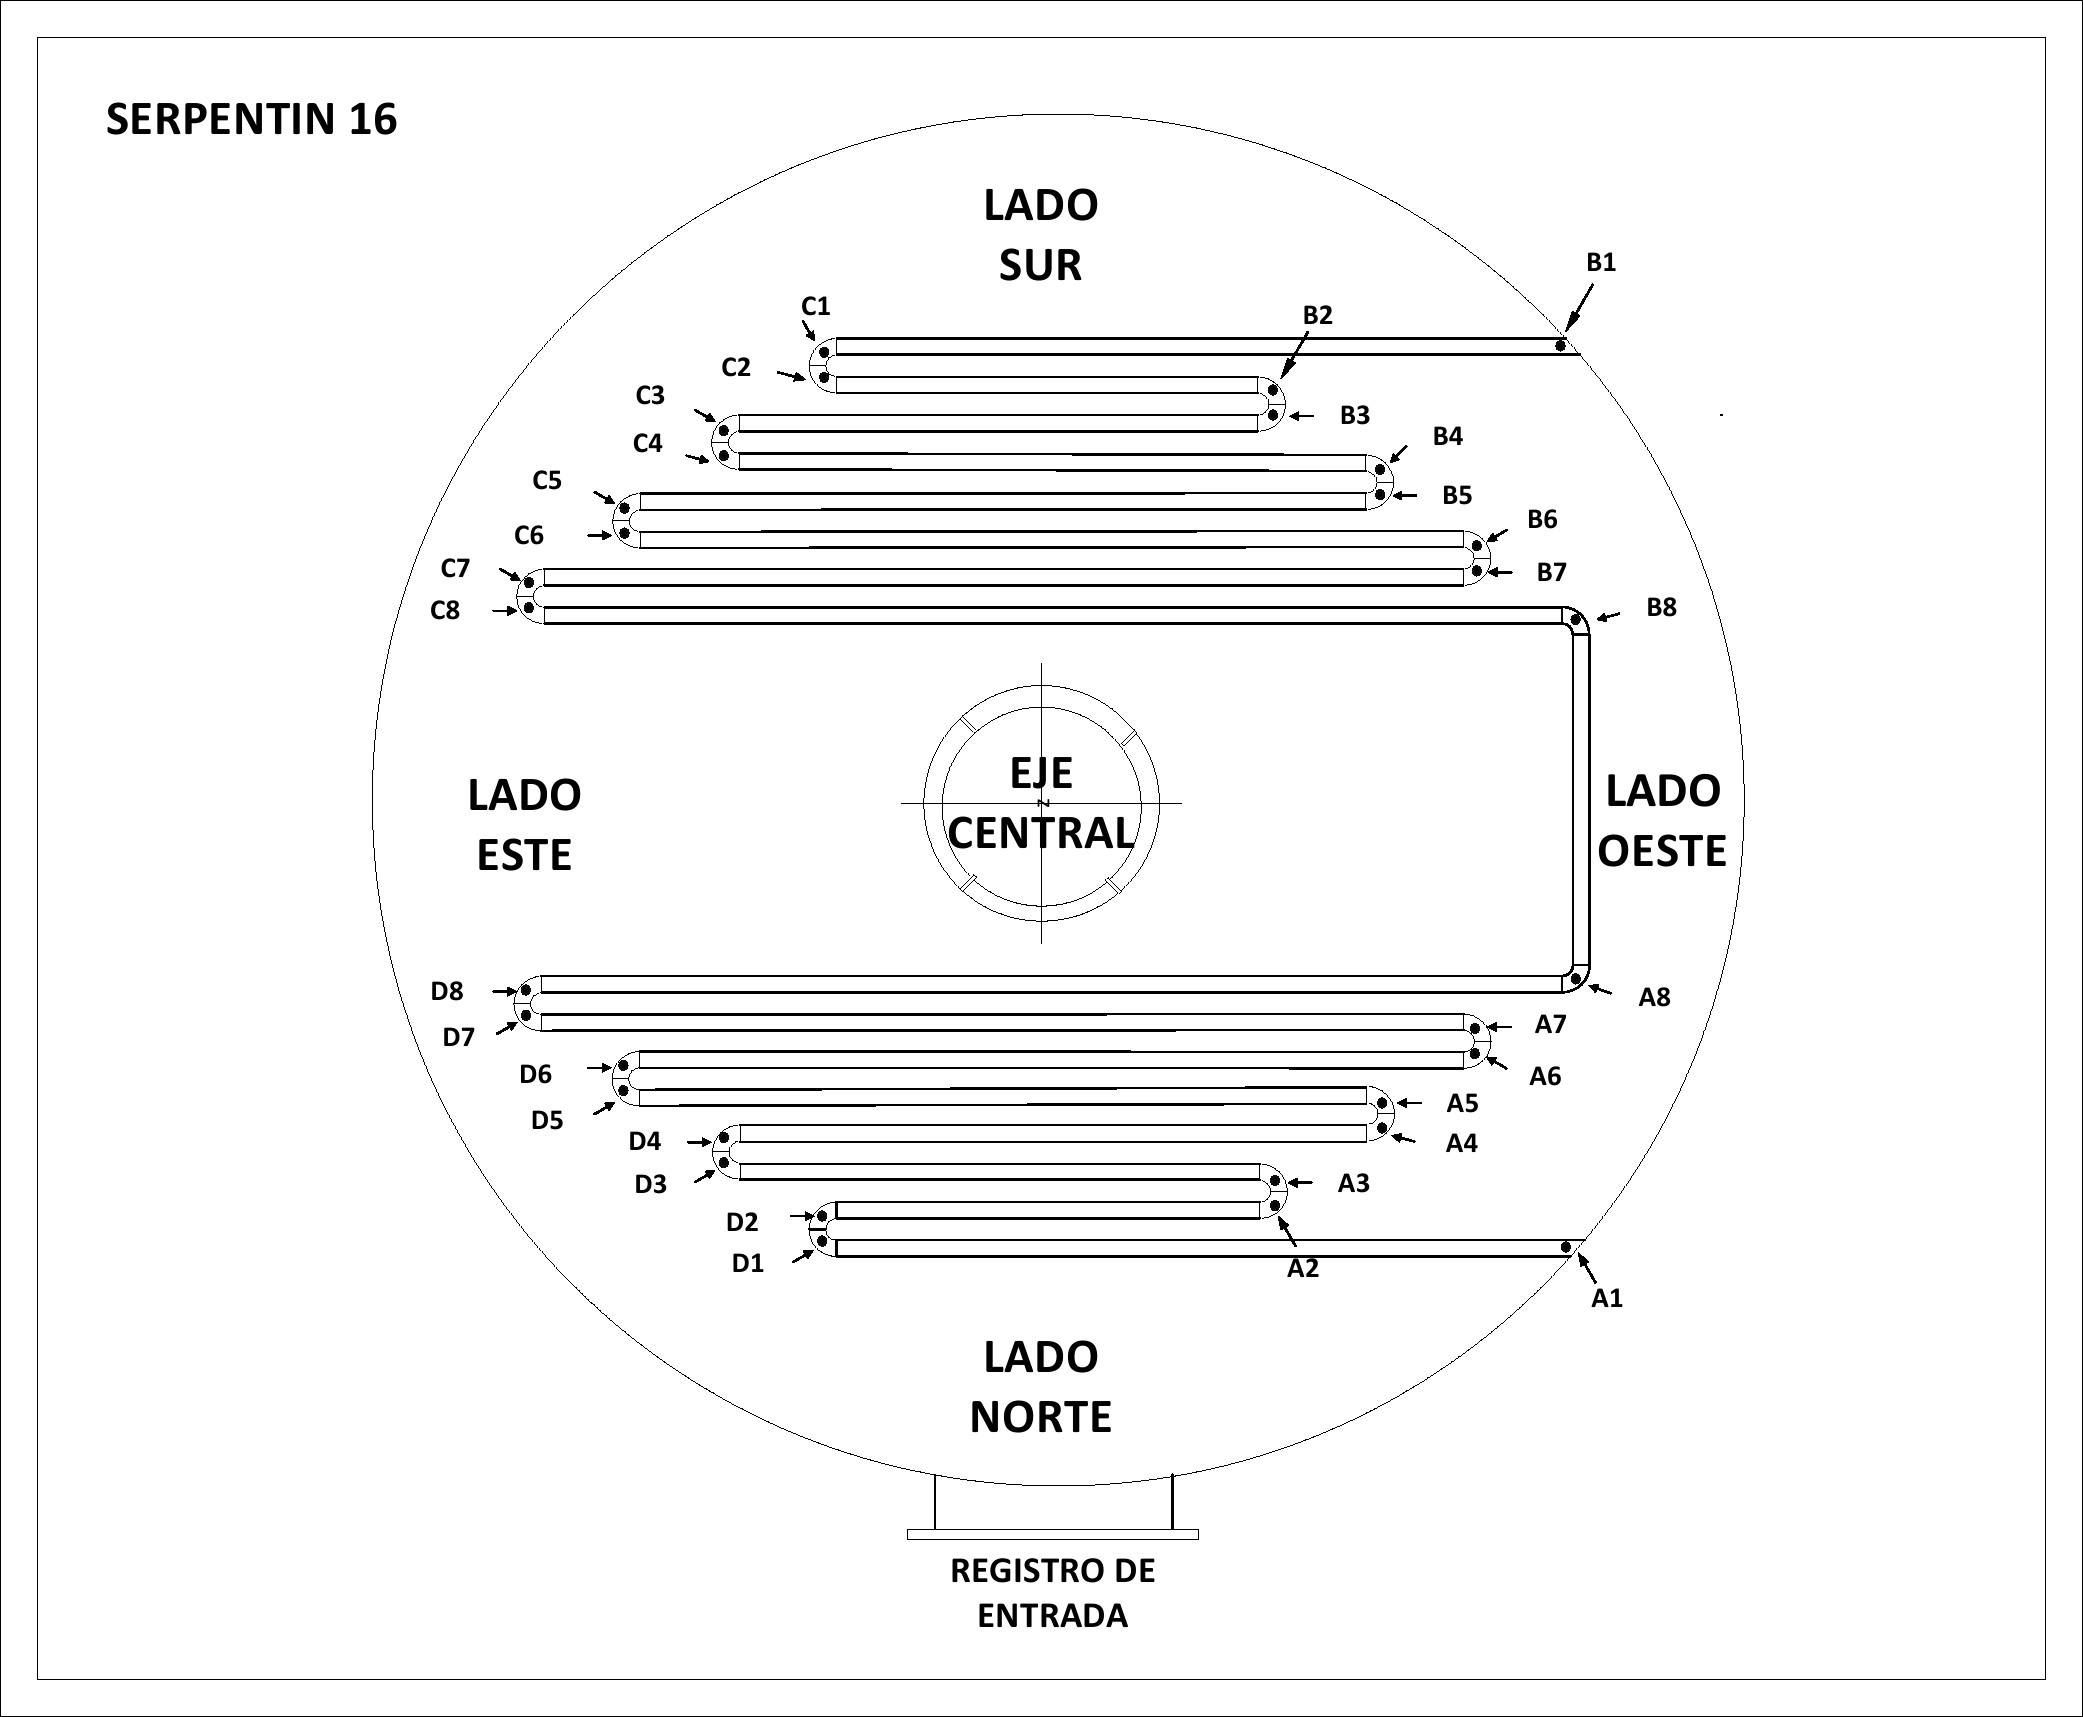 SERPENTIN 16
LADO
SUR
B1
C1
B2
C2
C3
B3
C4
B4
C5
B5
C6
B6
C7
B7
C8
B8
EJE
CENTRAL
Z
LADO
ESTE
LADO
OESTE
D8
A8
D7
A7
D6
A6
D5
A5
D4
A4
D3
A3
D2
D1
A2
A1
LADO
NORTE
REGISTRO DE
ENTRADA